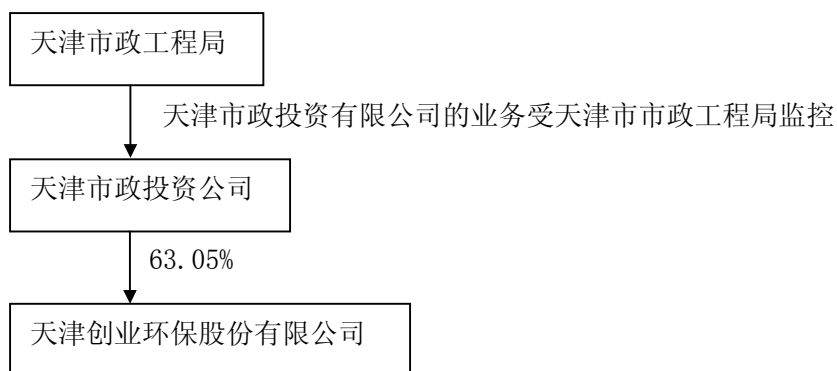 天津市政工程局
天津市政投资有限公司的业务受天津市市政工程局监控
天津市政投资公司
63.05%
天津创业环保股份有限公司